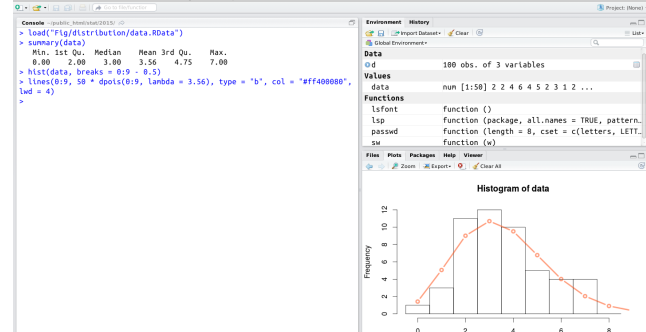 Go to file/function
Project: (None)
Console ~/public_html/stat/2015/
> load("Fig/distribution/data.RData")
> summary(data)
Min. 1st Qu. Median Mean 3rd Qu. Max.
0.00 2.00 3.00 3.56 4.75 7.00
> hist(data, breaks = 0:9 - 0.5)
> lines(0:9, 50 * dpois(0:9, lambda = 3.56), type = "b", col = "#ff400080",
lwd = 4)
>
Environment History
Import Dataset Clear List
Global Environment
Data
d 100 obs. of 3 variables
Values
data num [1:50] 2 2 4 6 4 5 2 3 1 2 ...
Functions
lsfont function ()
lsp function (package, all.names = TRUE, pattern…
passwd function (length = 8, cset = c(letters, LETT…
sw function (w)
Files Plots Packages Help Viewer
Zoom Export Clear All
Histogram of data
Frequency
12
10
8
6
4
2
0
0 2 4 6 8